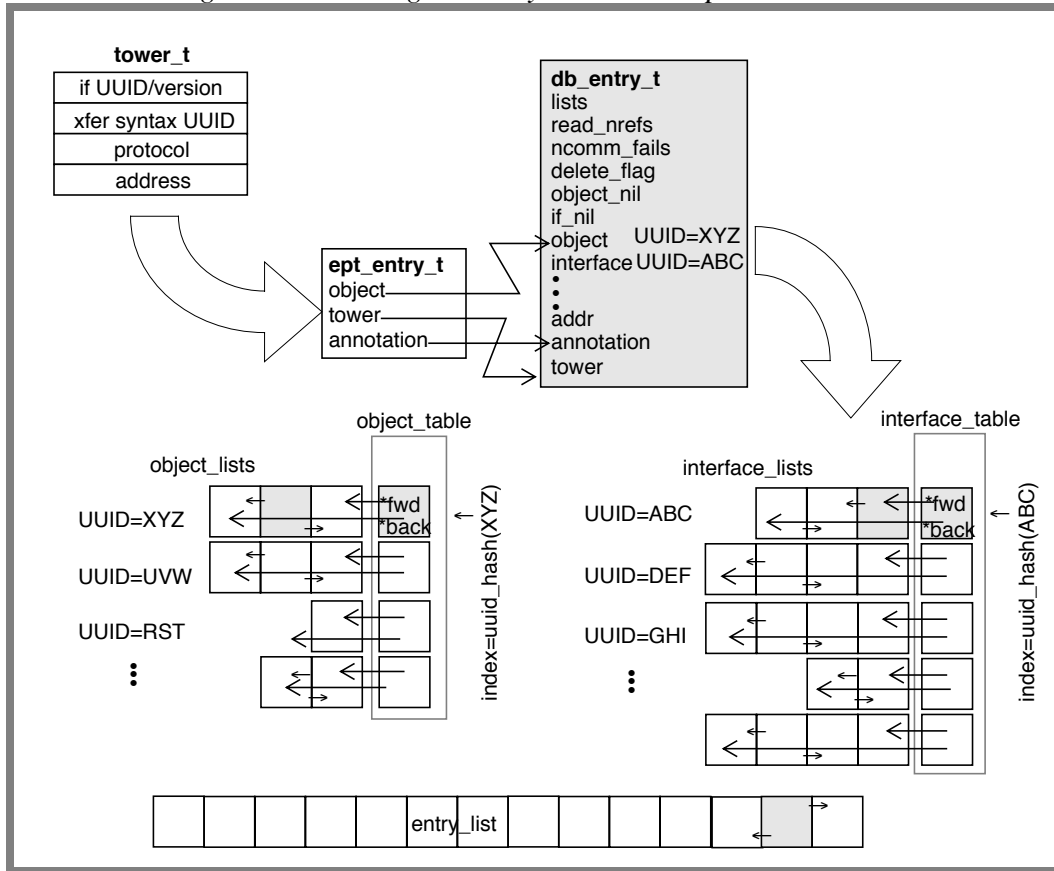 tower_t
if UUID/version
xfer syntax UUID
protocol
address
db_entry_t
lists
read_nrefs
ncomm_fails
delete_flag
object_nil
if_nil
object UUID=XYZ
interface UUID=ABC
addr
annotation
tower
ept_entry_t
object
tower
annotation
object_table
object_lists
UUID=XYZ
*fwd
*back
UUID=UVW
UUID=RST
index=uuid_hash(XYZ)
interface_table
interface_lists
UUID=ABC
*fwd
*back
UUID=DEF
UUID=GHI
index=uuid_hash(ABC)
entry_list